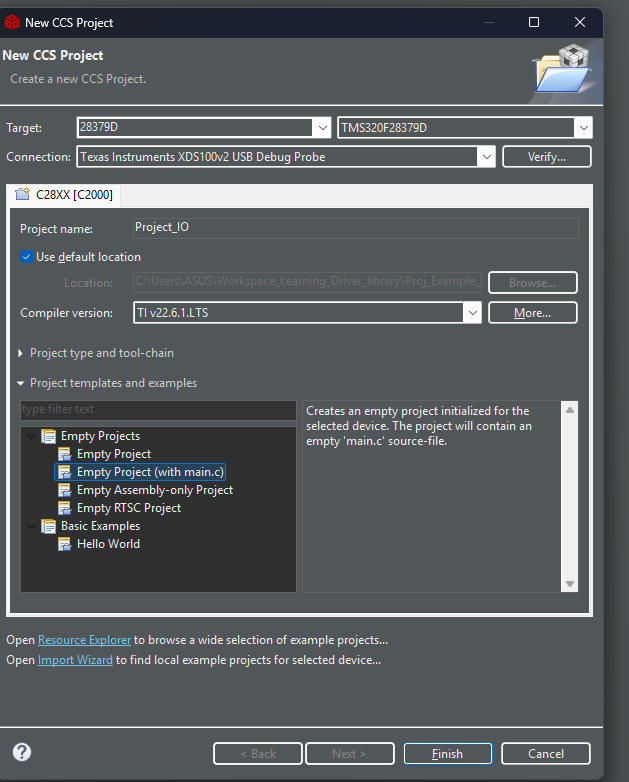 New CCS Project
New CCS Project
Create a new CCS Project.
Target: 28379D TMS320F28379D
Connection: Texas Instruments XDS100v2 USB Debug Probe Verify...
C28XX [C2000]
Project name: Project_IO
Use default location
Location: C:\Users\ASUS\Workspace_Learning_Driver_library\Proj_Example_ Browse...
Compiler version: TI v22.6.1.LTS More...
Project type and tool-chain
Project templates and examples
type filter text
Empty Projects
Empty Project
Empty Project (with main.c)
Empty Assembly-only Project
Empty RTSC Project
Basic Examples
Hello World
Creates an empty project initialized for the
selected device. The project will contain an
empty 'main.c' source-file.
Open Resource Explorer to browse a wide selection of example projects...
Open Import Wizard to find local example projects for selected device...
? < Back Next > Finish Cancel